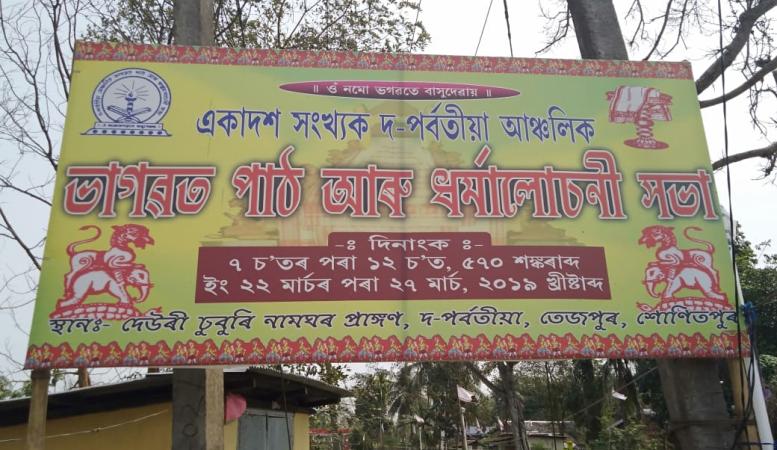 ॥ ওঁ নমো ভগৱতে বাসুদেৱায় ॥
একাদশ সংখ্যক দ-পৰ্বতীয়া আঞ্চলিক
ভাগৱত পাঠ আৰু ধৰ্মালোচনী সভা
-ঃ দিনাংক ঃ-
৭ চ'তৰ পৰা ১২ চ'ত, ৫৭০ শঙ্কৰাব্দ
ইং ২২ মাৰ্চৰ পৰা ২৭ মাৰ্চ, ২০১৯ খ্ৰীষ্টাব্দ
স্থানঃ- দেউৰী চুবুৰি নামঘৰ প্ৰাঙ্গণ, দ-পৰ্বতীয়া, তেজপুৰ, শোণিতপুৰ